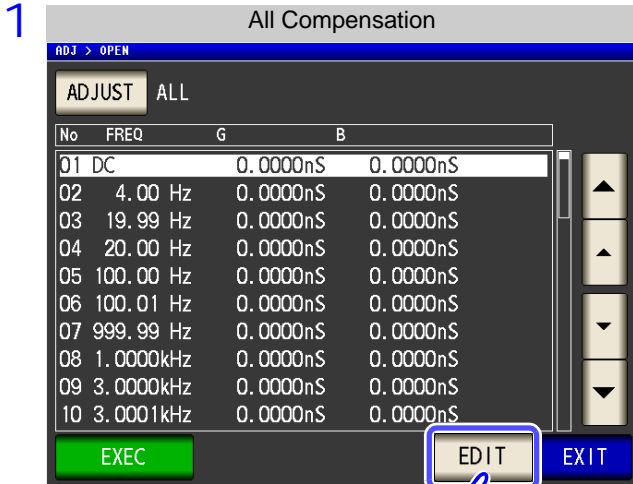 1
All Compensation
ADJ > OPEN
ADJUST ALL
No FREQ G B
01 DC 0.0000nS 0.0000nS
02 4.00 Hz 0.0000nS 0.0000nS
03 19.99 Hz 0.0000nS 0.0000nS
04 20.00 Hz 0.0000nS 0.0000nS
05 100.00 Hz 0.0000nS 0.0000nS
06 100.01 Hz 0.0000nS 0.0000nS
07 999.99 Hz 0.0000nS 0.0000nS
08 1.0000kHz 0.0000nS 0.0000nS
09 3.0000kHz 0.0000nS 0.0000nS
10 3.0001kHz 0.0000nS 0.0000nS
EXEC EDIT EXIT